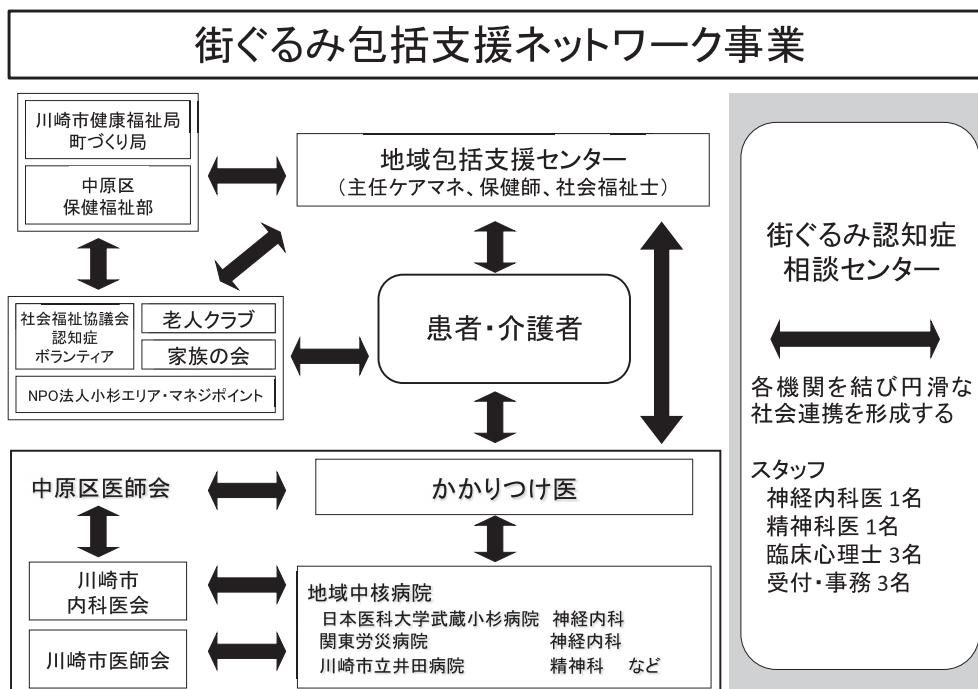 街ぐるみ包括支援ネットワーク事業
川崎市健康福祉局
町づくり局
中原区
保健福祉部
地域包括支援センター
（主任ケアマネ、保健師、社会福祉士）
社会福祉協議会
認知症
ボランティア
老人クラブ
家族の会
NPO法人小杉エリア・マネジポイント
患者・介護者
中原区医師会
かかりつけ医
川崎市
内科医会
川崎市医師会
地域中核病院
日本医科大学武蔵小杉病院 神経内科
関東労災病院 神経内科
川崎市立井田病院 精神科 など
街ぐるみ認知症
相談センター
各機関を結び円滑な
社会連携を形成する
スタッフ
神経内科医 1名
精神科医 1名
臨床心理士 3名
受付・事務 3名